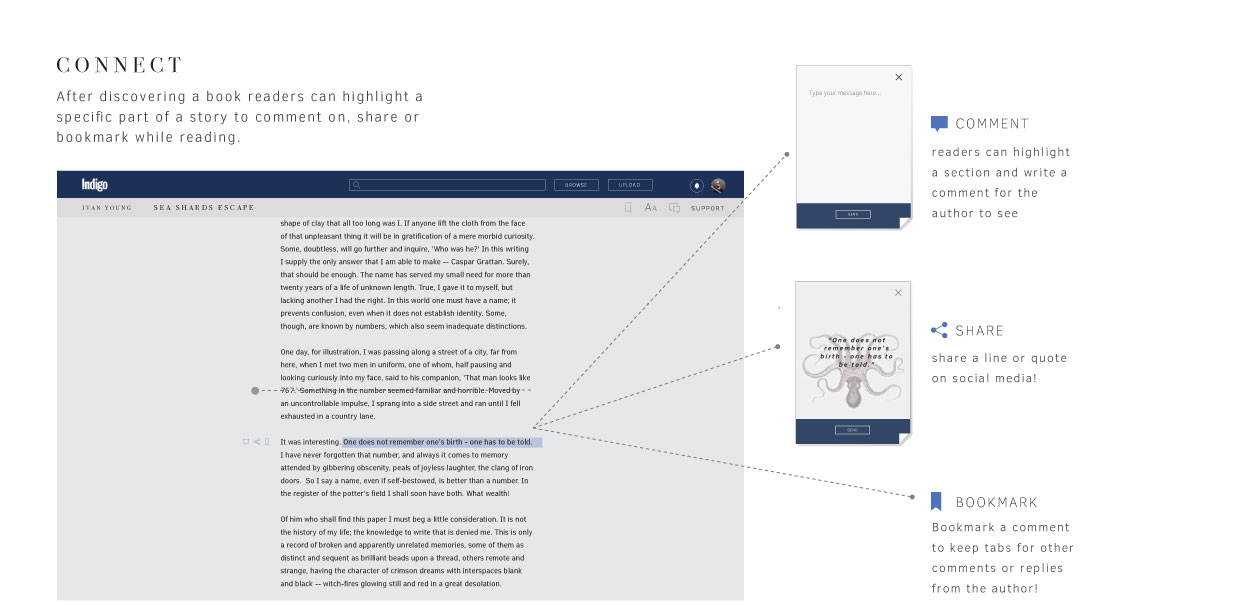 CONNECT
After discovering a book readers can highlight a
specific part of a story to comment on, share or
bookmark while reading.
Indigo
BROWSE
UPLOAD
IVAN YOUNG
SEA SHARDS ESCAPE
AA
SUPPORT
shape of clay that all too long was I. If anyone lift the cloth from the face
of that unpleasant thing it will be in gratification of a mere morbid curiosity.
Some, doubtless, will go further and inquire, 'Who was he?' In this writing
I supply the only answer that I am able to make -- Caspar Grattan. Surely,
that should be enough. The name has served my small need for more than
twenty years of a life of unknown length. True, I gave it to myself, but
lacking another I had the right. In this world one must have a name; it
prevents confusion, even when it does not establish identity. Some,
though, are known by numbers, which also seem inadequate distinctions.
One day, for illustration, I was passing along a street of a city, far from
here, when I met two men in uniform, one of whom, half pausing and
looking curiously into my face, said to his companion, 'That man looks like
767.' Something in the number seemed familiar and horrible. Moved by
an uncontrollable impulse, I sprang into a side street and ran until I fell
exhausted in a country lane.
It was interesting. One does not remember one's birth - one has to be told.
I have never forgotten that number, and always it comes to memory
attended by gibbering obscenity, peals of joyless laughter, the clang of iron
doors. So I say a name, even if self-bestowed, is better than a number. In
the register of the potter's field I shall soon have both. What wealth!
Of him who shall find this paper I must beg a little consideration. It is not
the history of my life; the knowledge to write that is denied me. This is only
a record of broken and apparently unrelated memories, some of them as
distinct and sequent as brilliant beads upon a thread, others remote and
strange, having the character of crimson dreams with interspaces blank
and black -- witch-fires glowing still and red in a great desolation.
Type your message here...
SEND
COMMENT
readers can highlight
a section and write a
comment for the
author to see
"One does not
remember one's
birth - one has to
be told."
SEND
SHARE
share a line or quote
on social media!
BOOKMARK
Bookmark a comment
to keep tabs for other
comments or replies
from the author!